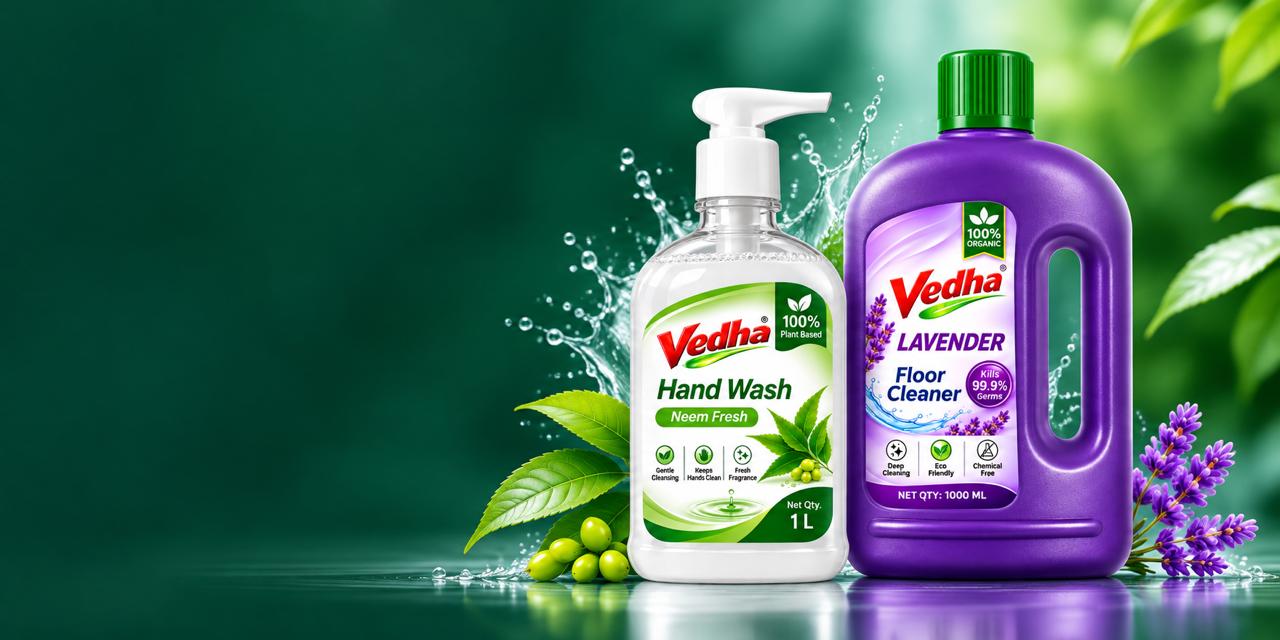 Vedha®
100%
Plant Based
Hand Wash
Neem Fresh
Gentle
Cleansing
Keeps
Hands Clean
Fresh
Fragrance
Net Qty.
1 L
100%
ORGANIC
Vedha®
LAVENDER
Floor
Cleaner
Kills
99.9%
Germs
Deep
Cleaning
Eco
Friendly
Chemical
Free
NET QTY: 1000 ML